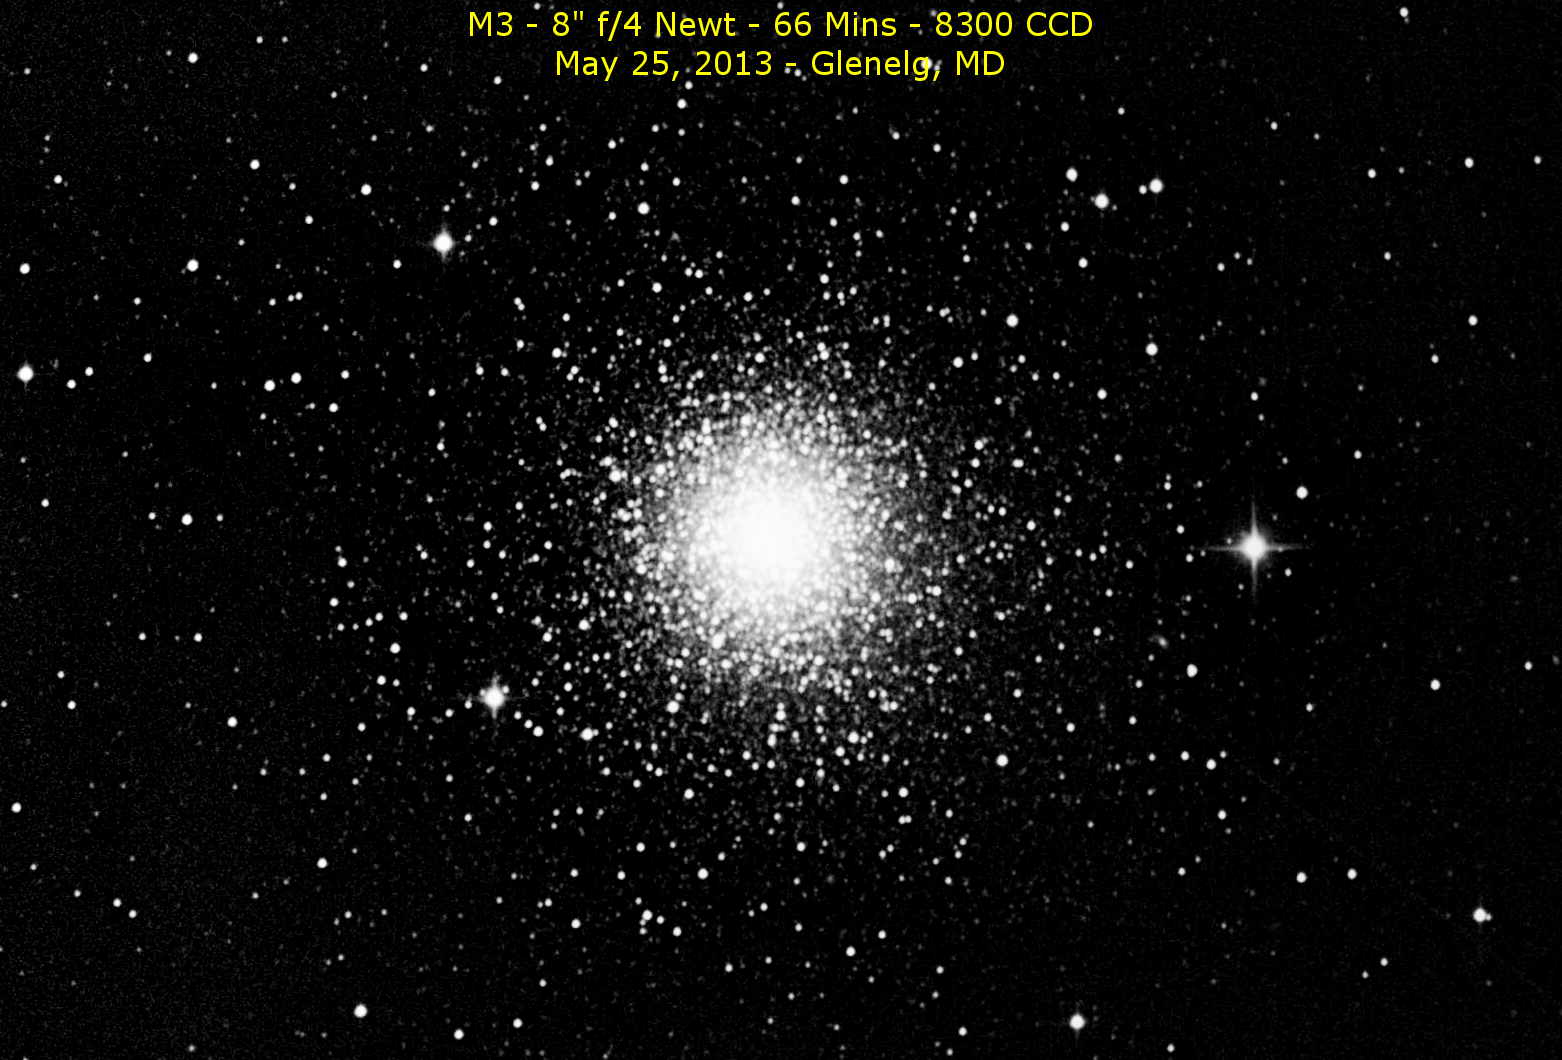 M3 - 8" f/4 Newt - 66 Mins - 8300 CCD
May 25, 2013 - Glenelg, MD